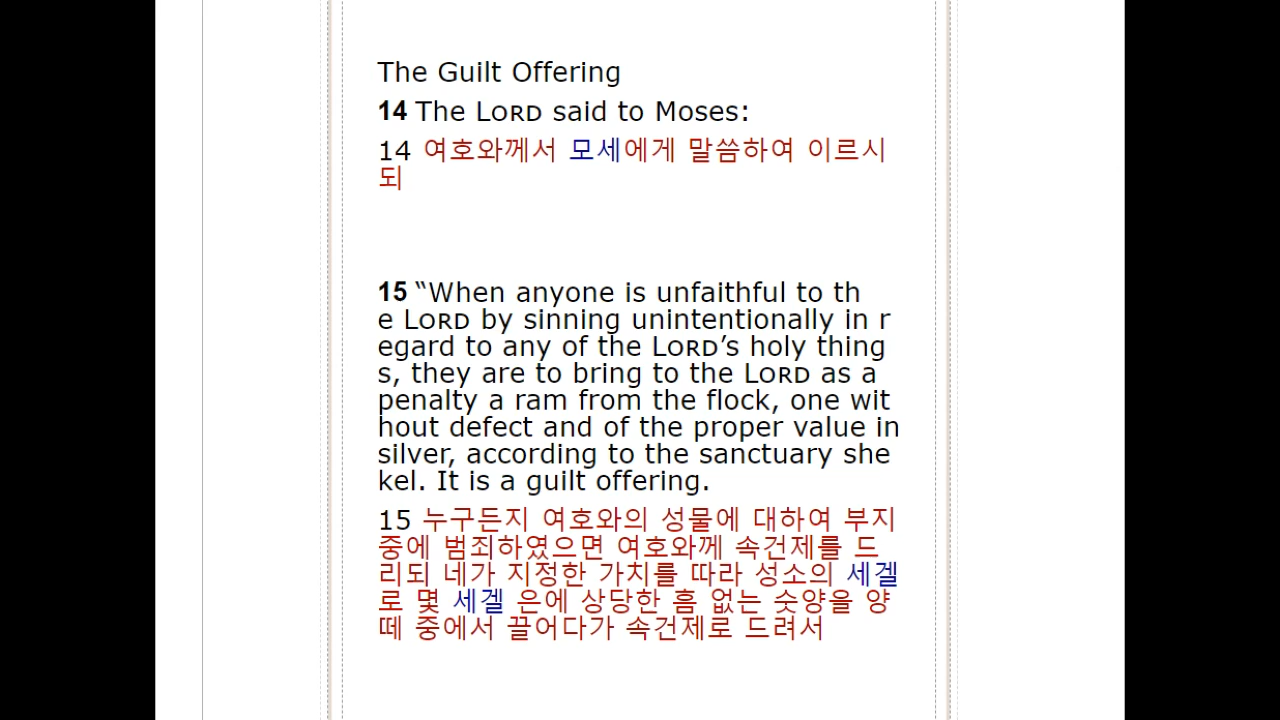 The Guilt Offering
14 The LORD said to Moses:
14 여호와께서 모세에게 말씀하여 이르시
되
15 “When anyone is unfaithful to th
e LORD by sinning unintentionally in r
egard to any of the LORD’s holy thing
s, they are to bring to the LORD as a
penalty a ram from the flock, one wit
hout defect and of the proper value in
silver, according to the sanctuary she
kel. It is a guilt offering.
15 누구든지 여호와의 성물에 대하여 부지
중에 범죄하였으면 여호와께 속건제를 드
리되 네가 지정한 가치를 따라 성소의 세겔
로 몇 세겔 은에 상당한 흠 없는 숫양을 양
떼 중에서 끌어다가 속건제로 드려서